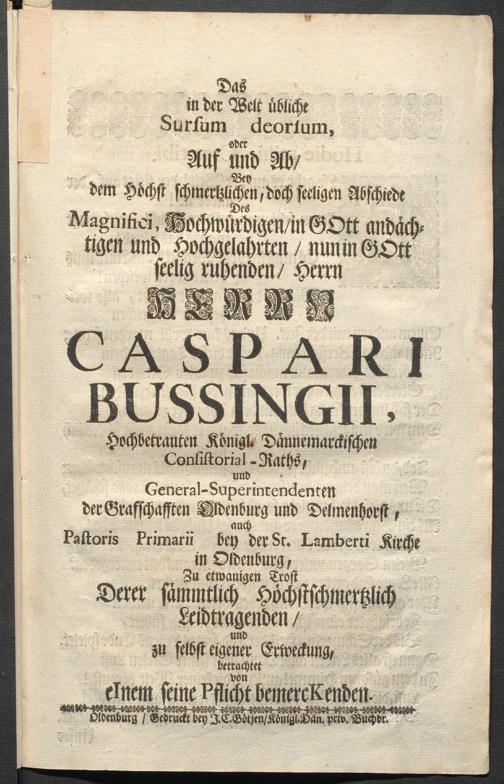 Das
in der Welt übliche
Sursum deorsum,
oder
Auf und Ab/
Bey
dem Höchst schmertzlichen, doch seeligen Abschiede
Des
Magnifici, Hochwürdigen/ in GOtt andäch-
tigen und Hochgelahrten / nun in GOtt
seelig ruhenden/ Herrn
HERRN
CASPARI
BUSSINGII,
Hochbetrauten Königl. Dännemarckischen
Consistorial-Raths,
und
General-Superintendenten
der Grafschafften Oldenburg und Delmenhorst,
auch
Pastoris Primarii bey der St. Lamberti Kirche
in Oldenburg,
Zu etwanigen Trost
Derer sämmtlich Höchstschmertzlich
Leidtragenden/
und
zu selbst eigener Erweckung,
betrachtet
von
eInem seine Pflicht bemercKenden.
Oldenburg / Gedruckt bey J.C. Götjen/ Königl. Dän. priv. Buchdr.